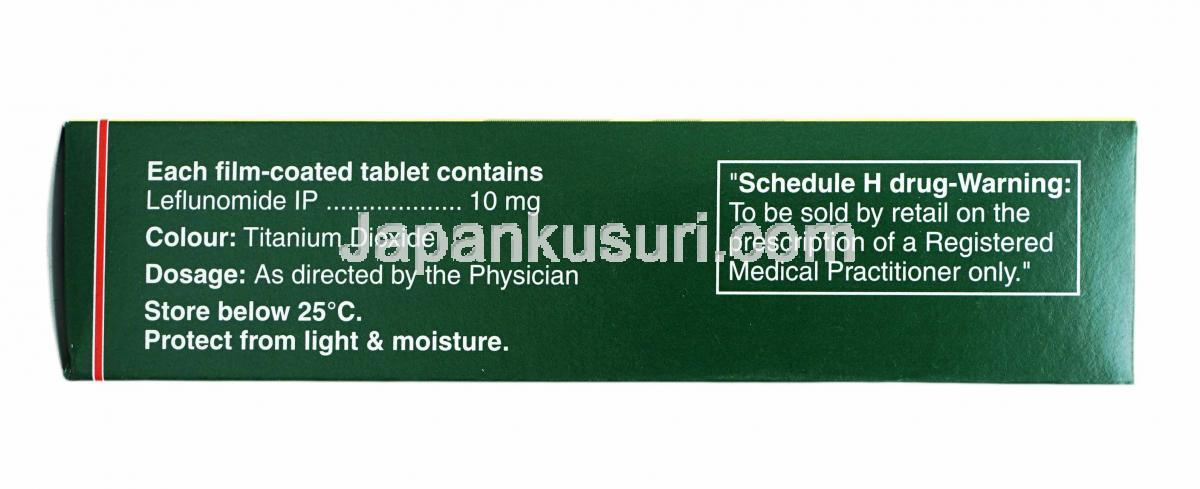 Each film-coated tablet contains
Leflunomide IP ................... 10 mg
Colour: Titanium Dioxide
Dosage: As directed by the Physician
Store below 25°C.
Protect from light & moisture.
"Schedule H drug-Warning:
To be sold by retail on the
prescription of a Registered
Medical Practitioner only."
Japankusuri.com